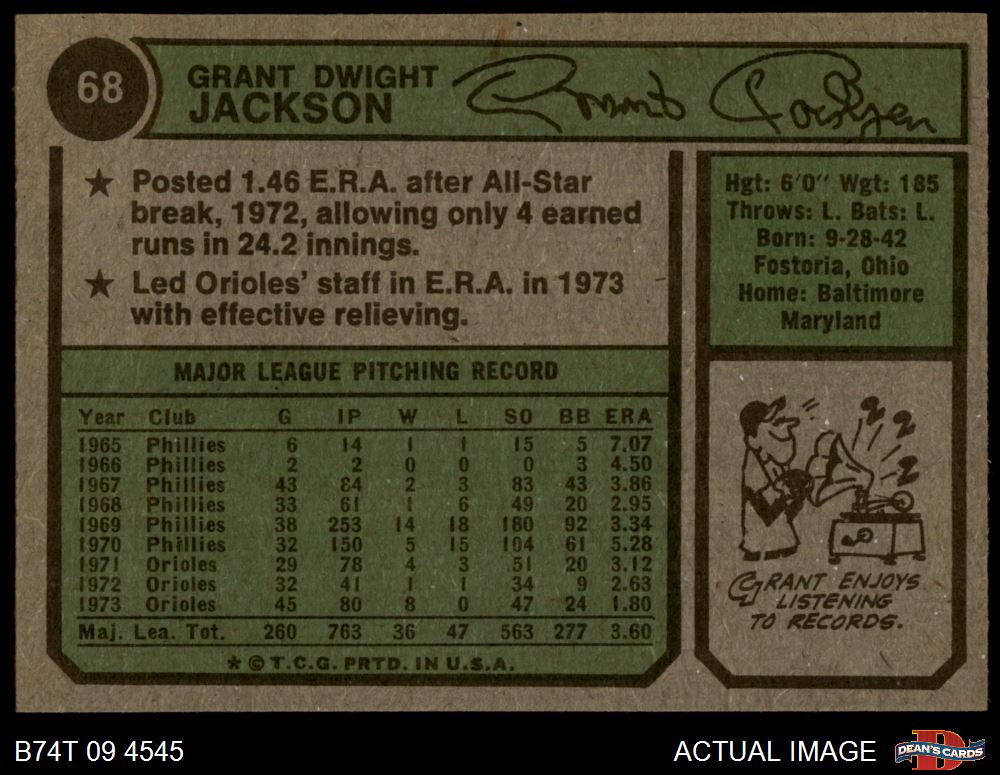 68
GRANT DWIGHT
JACKSON
Grant Jackson
★ Posted 1.46 E.R.A. after All-Star
break, 1972, allowing only 4 earned
runs in 24.2 innings.
★ Led Orioles' staff in E.R.A. in 1973
with effective relieving.
Hgt: 6'0" Wgt: 185
Throws: L. Bats: L.
Born: 9-28-42
Fostoria, Ohio
Home: Baltimore
Maryland
MAJOR LEAGUE PITCHING RECORD
Year Club G IP W L SO BB ERA
1965 Phillies 6 14 1 1 15 5 7.07
1966 Phillies 2 2 0 0 0 3 4.50
1967 Phillies 43 84 2 3 83 43 3.86
1968 Phillies 33 61 1 6 49 20 2.95
1969 Phillies 38 253 14 18 180 92 3.34
1970 Phillies 32 150 5 15 104 61 5.28
1971 Orioles 29 78 4 3 51 20 3.12
1972 Orioles 32 41 1 1 34 9 2.63
1973 Orioles 45 80 8 0 47 24 1.80
Maj. Lea. Tot. 260 763 36 47 563 277 3.60
* © T.C.G. PRTD. IN U.S.A.
GRANT ENJOYS
LISTENING
TO RECORDS.
B74T 09 4545
ACTUAL IMAGE
D
DEAN'S CARDS